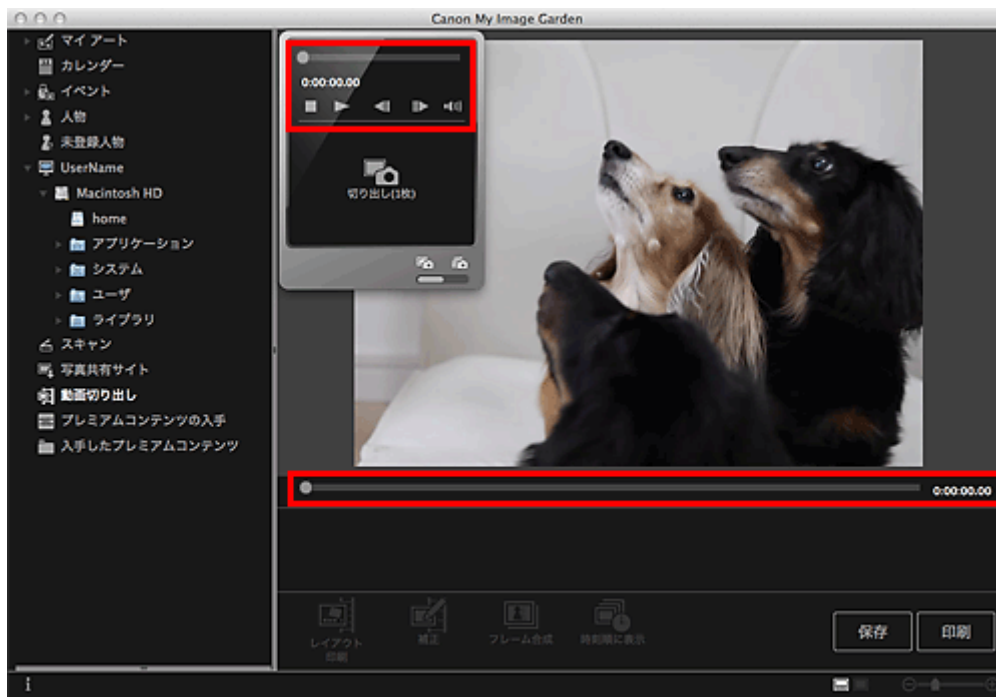 Canon My Image Garden
マイ アート
カレンダー
イベント
人物
未登録人物
UserName
Macintosh HD
home
アプリケーション
システム
ユーザ
ライブラリ
スキャン
写真共有サイト
動画切り出し
プレミアムコンテンツの入手
入手したプレミアムコンテンツ
0:00:00.00
切り出し(1枚)
0:00:00.00
レイアウト
印刷
補正
フレーム合成
時刻順に表示
保存
印刷